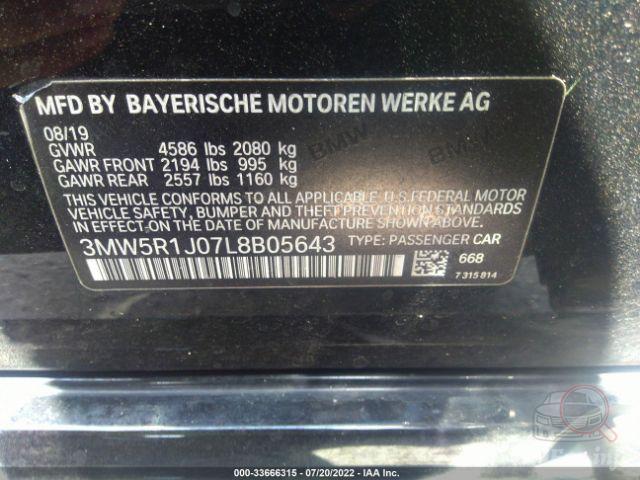 MFD BY BAYERISCHE MOTOREN WERKE AG
08/19
GVWR 4586 lbs 2080 kg
GAWR FRONT 2194 lbs 995 kg
GAWR REAR 2557 lbs 1160 kg
THIS VEHICLE CONFORMS TO ALL APPLICABLE U.S. FEDERAL MOTOR
VEHICLE SAFETY, BUMPER, AND THEFT PREVENTION STANDARDS
IN EFFECT ON THE DATE OF MANUFACTURE SHOWN ABOVE.
3MW5R1J07L8B05643 TYPE: PASSENGER CAR
668
7 315 814
000-33666315 - 07/20/2022 - IAA Inc.